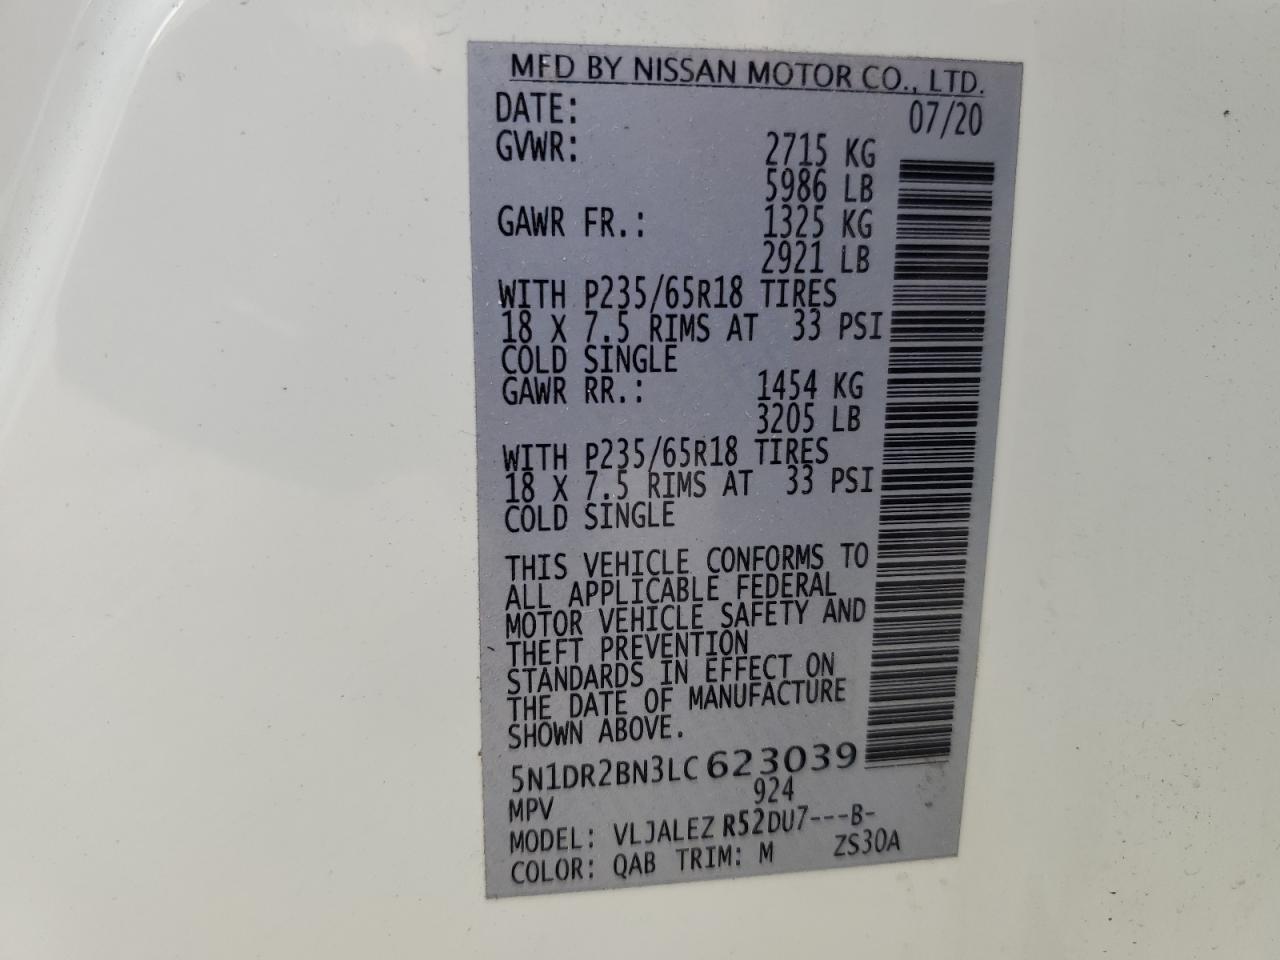 MFD BY NISSAN MOTOR CO., LTD.
DATE: 07/20
GVWR: 2715 KG
5986 LB
GAWR FR.: 1325 KG
2921 LB
WITH P235/65R18 TIRES
18 X 7.5 RIMS AT 33 PSI
COLD SINGLE
GAWR RR.: 1454 KG
3205 LB
WITH P235/65R18 TIRES
18 X 7.5 RIMS AT 33 PSI
COLD SINGLE
THIS VEHICLE CONFORMS TO
ALL APPLICABLE FEDERAL
MOTOR VEHICLE SAFETY AND
THEFT PREVENTION
STANDARDS IN EFFECT ON
THE DATE OF MANUFACTURE
SHOWN ABOVE.
5N1DR2BN3LC623039
MPV 924
MODEL: VLJALEZ R52DU7---B-
COLOR: QAB TRIM: M ZS30A